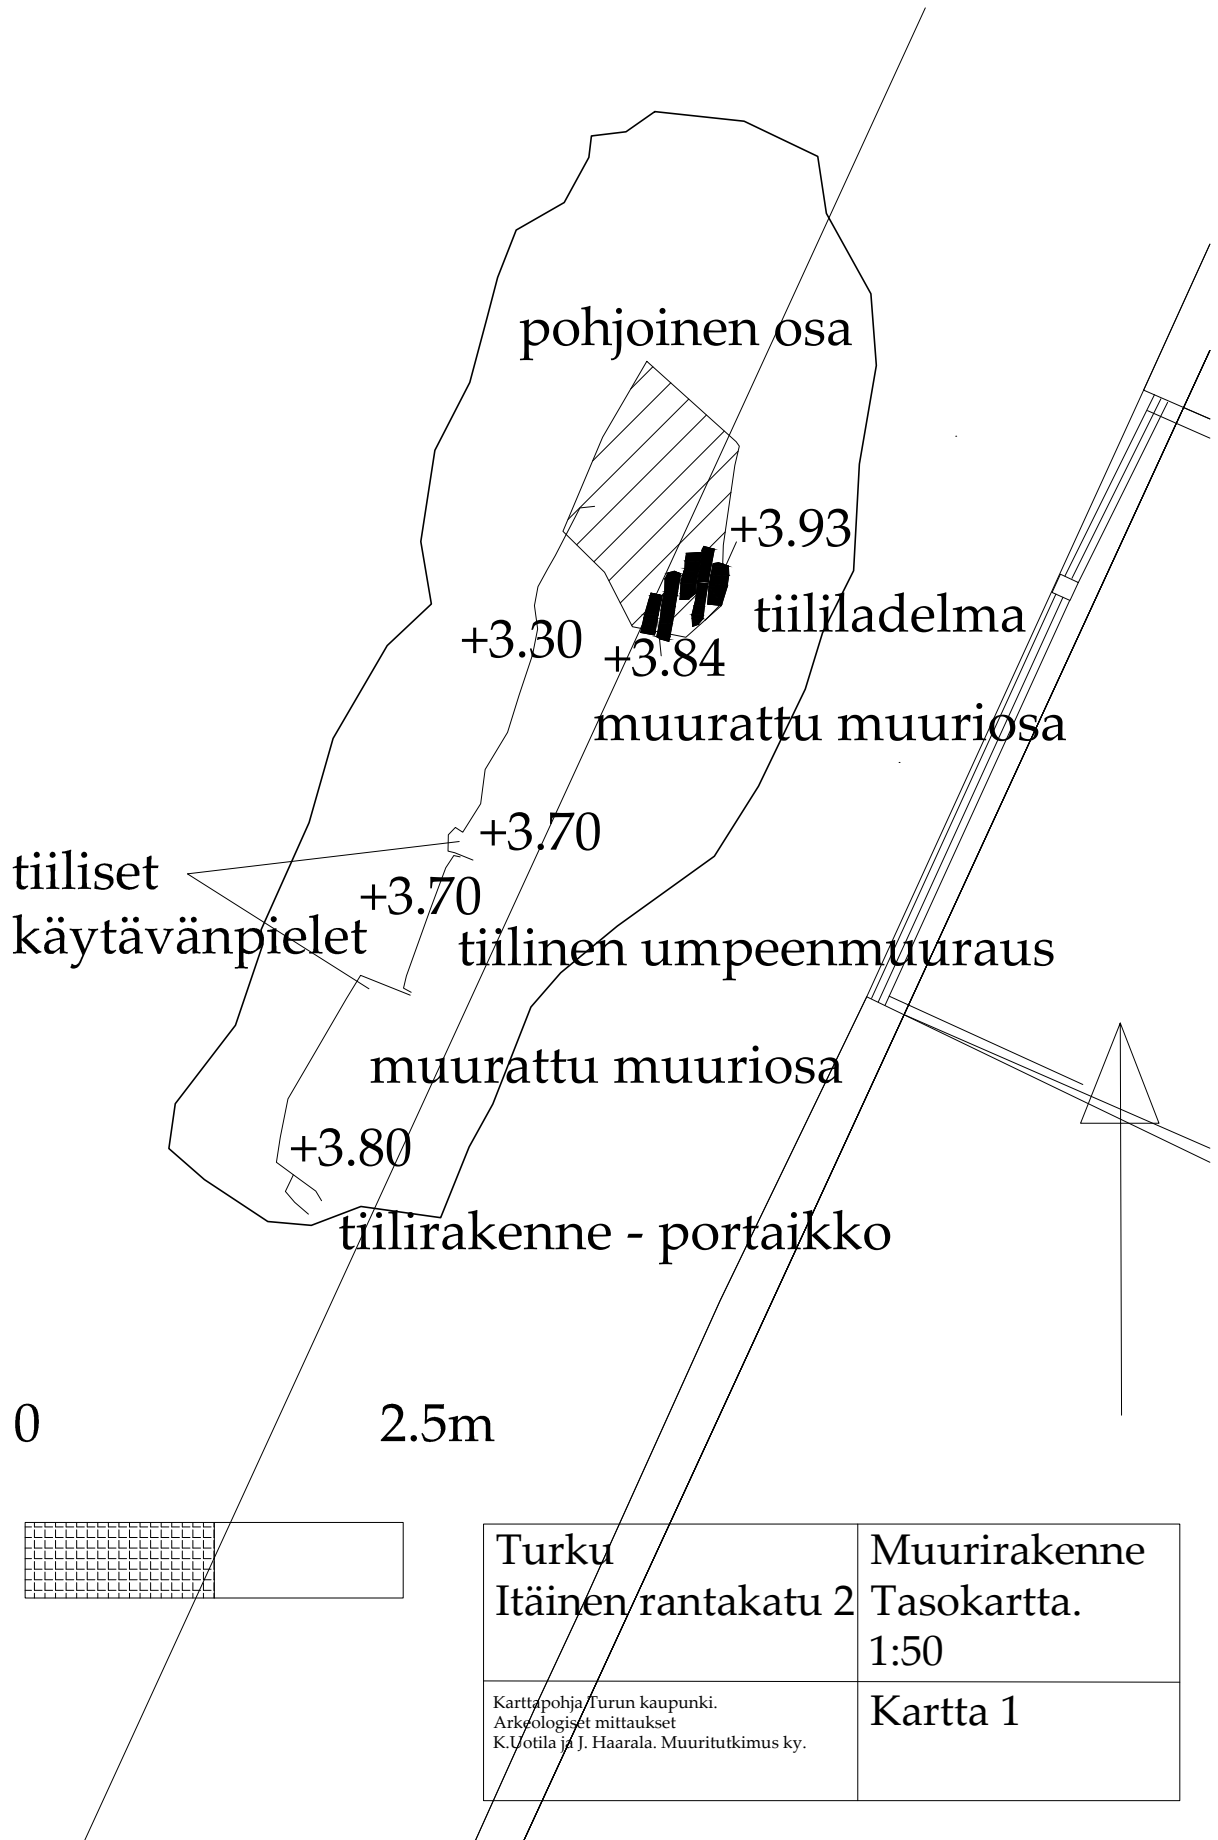 pohjoinen osa
+3.93
tiililadelma
+3.30
+3.84
muurattu muuriosa
+3.70
tiiliset
käytävänpielet
+3.70
tiilinen umpeenmuuraus
muurattu muuriosa
+3.80
tiilirakenne - portaikko
0
2.5m
Turku
Itäinen rantakatu 2
Muurirakenne
Tasokartta.
1:50
Karttapohja Turun kaupunki.
Arkeologiset mittaukset
K.Uotila ja J. Haarala. Muuritutkimus ky.
Kartta 1